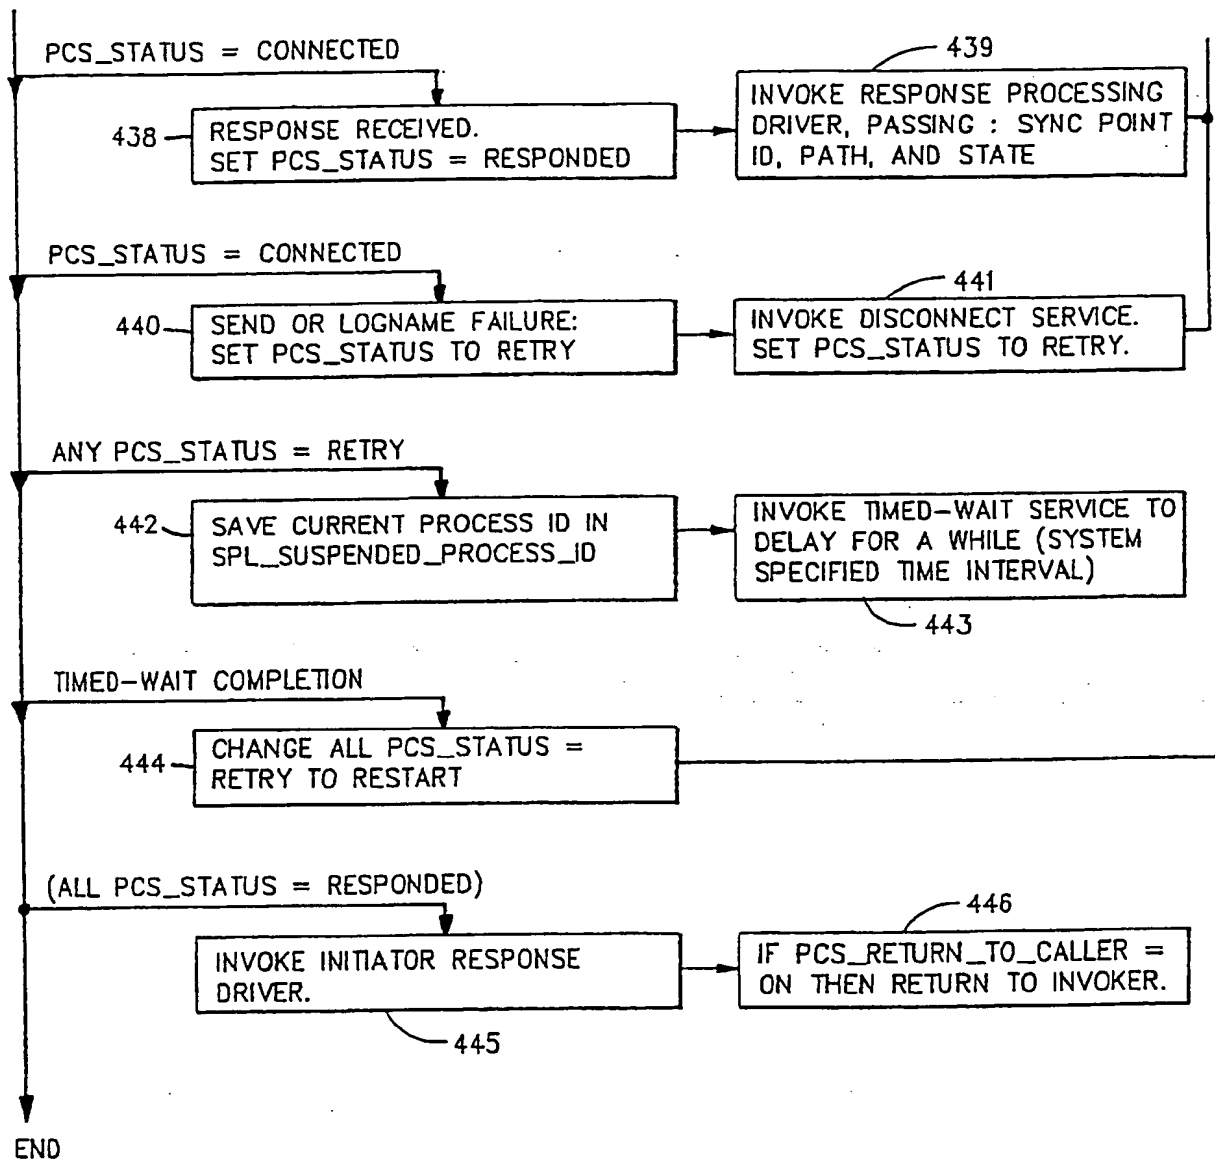 PCS_STATUS = CONNECTED
439
438
RESPONSE RECEIVED.
SET PCS_STATUS = RESPONDED
INVOKE RESPONSE PROCESSING
DRIVER, PASSING : SYNC POINT
ID, PATH, AND STATE
PCS_STATUS = CONNECTED
441
440
SEND OR LOGNAME FAILURE:
SET PCS_STATUS TO RETRY
INVOKE DISCONNECT SERVICE.
SET PCS_STATUS TO RETRY.
ANY PCS_STATUS = RETRY
442
SAVE CURRENT PROCESS ID IN
SPL_SUSPENDED_PROCESS_ID
INVOKE TIMED-WAIT SERVICE TO
DELAY FOR A WHILE (SYSTEM
SPECIFIED TIME INTERVAL)
443
TIMED-WAIT COMPLETION
444
CHANGE ALL PCS_STATUS =
RETRY TO RESTART
(ALL PCS_STATUS = RESPONDED)
446
INVOKE INITIATOR RESPONSE
DRIVER.
IF PCS_RETURN_TO_CALLER =
ON THEN RETURN TO INVOKER.
445
END